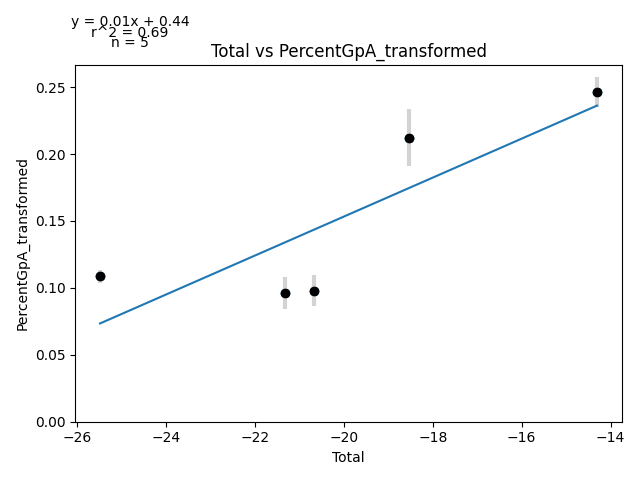 y = 0.01x + 0.44
r^2 = 0.69
n = 5
Total vs PercentGpA_transformed
PercentGpA_transformed
0.25
0.20
0.15
0.10
0.05
0.00
−26
−24
−22
−20
−18
−16
−14
Total